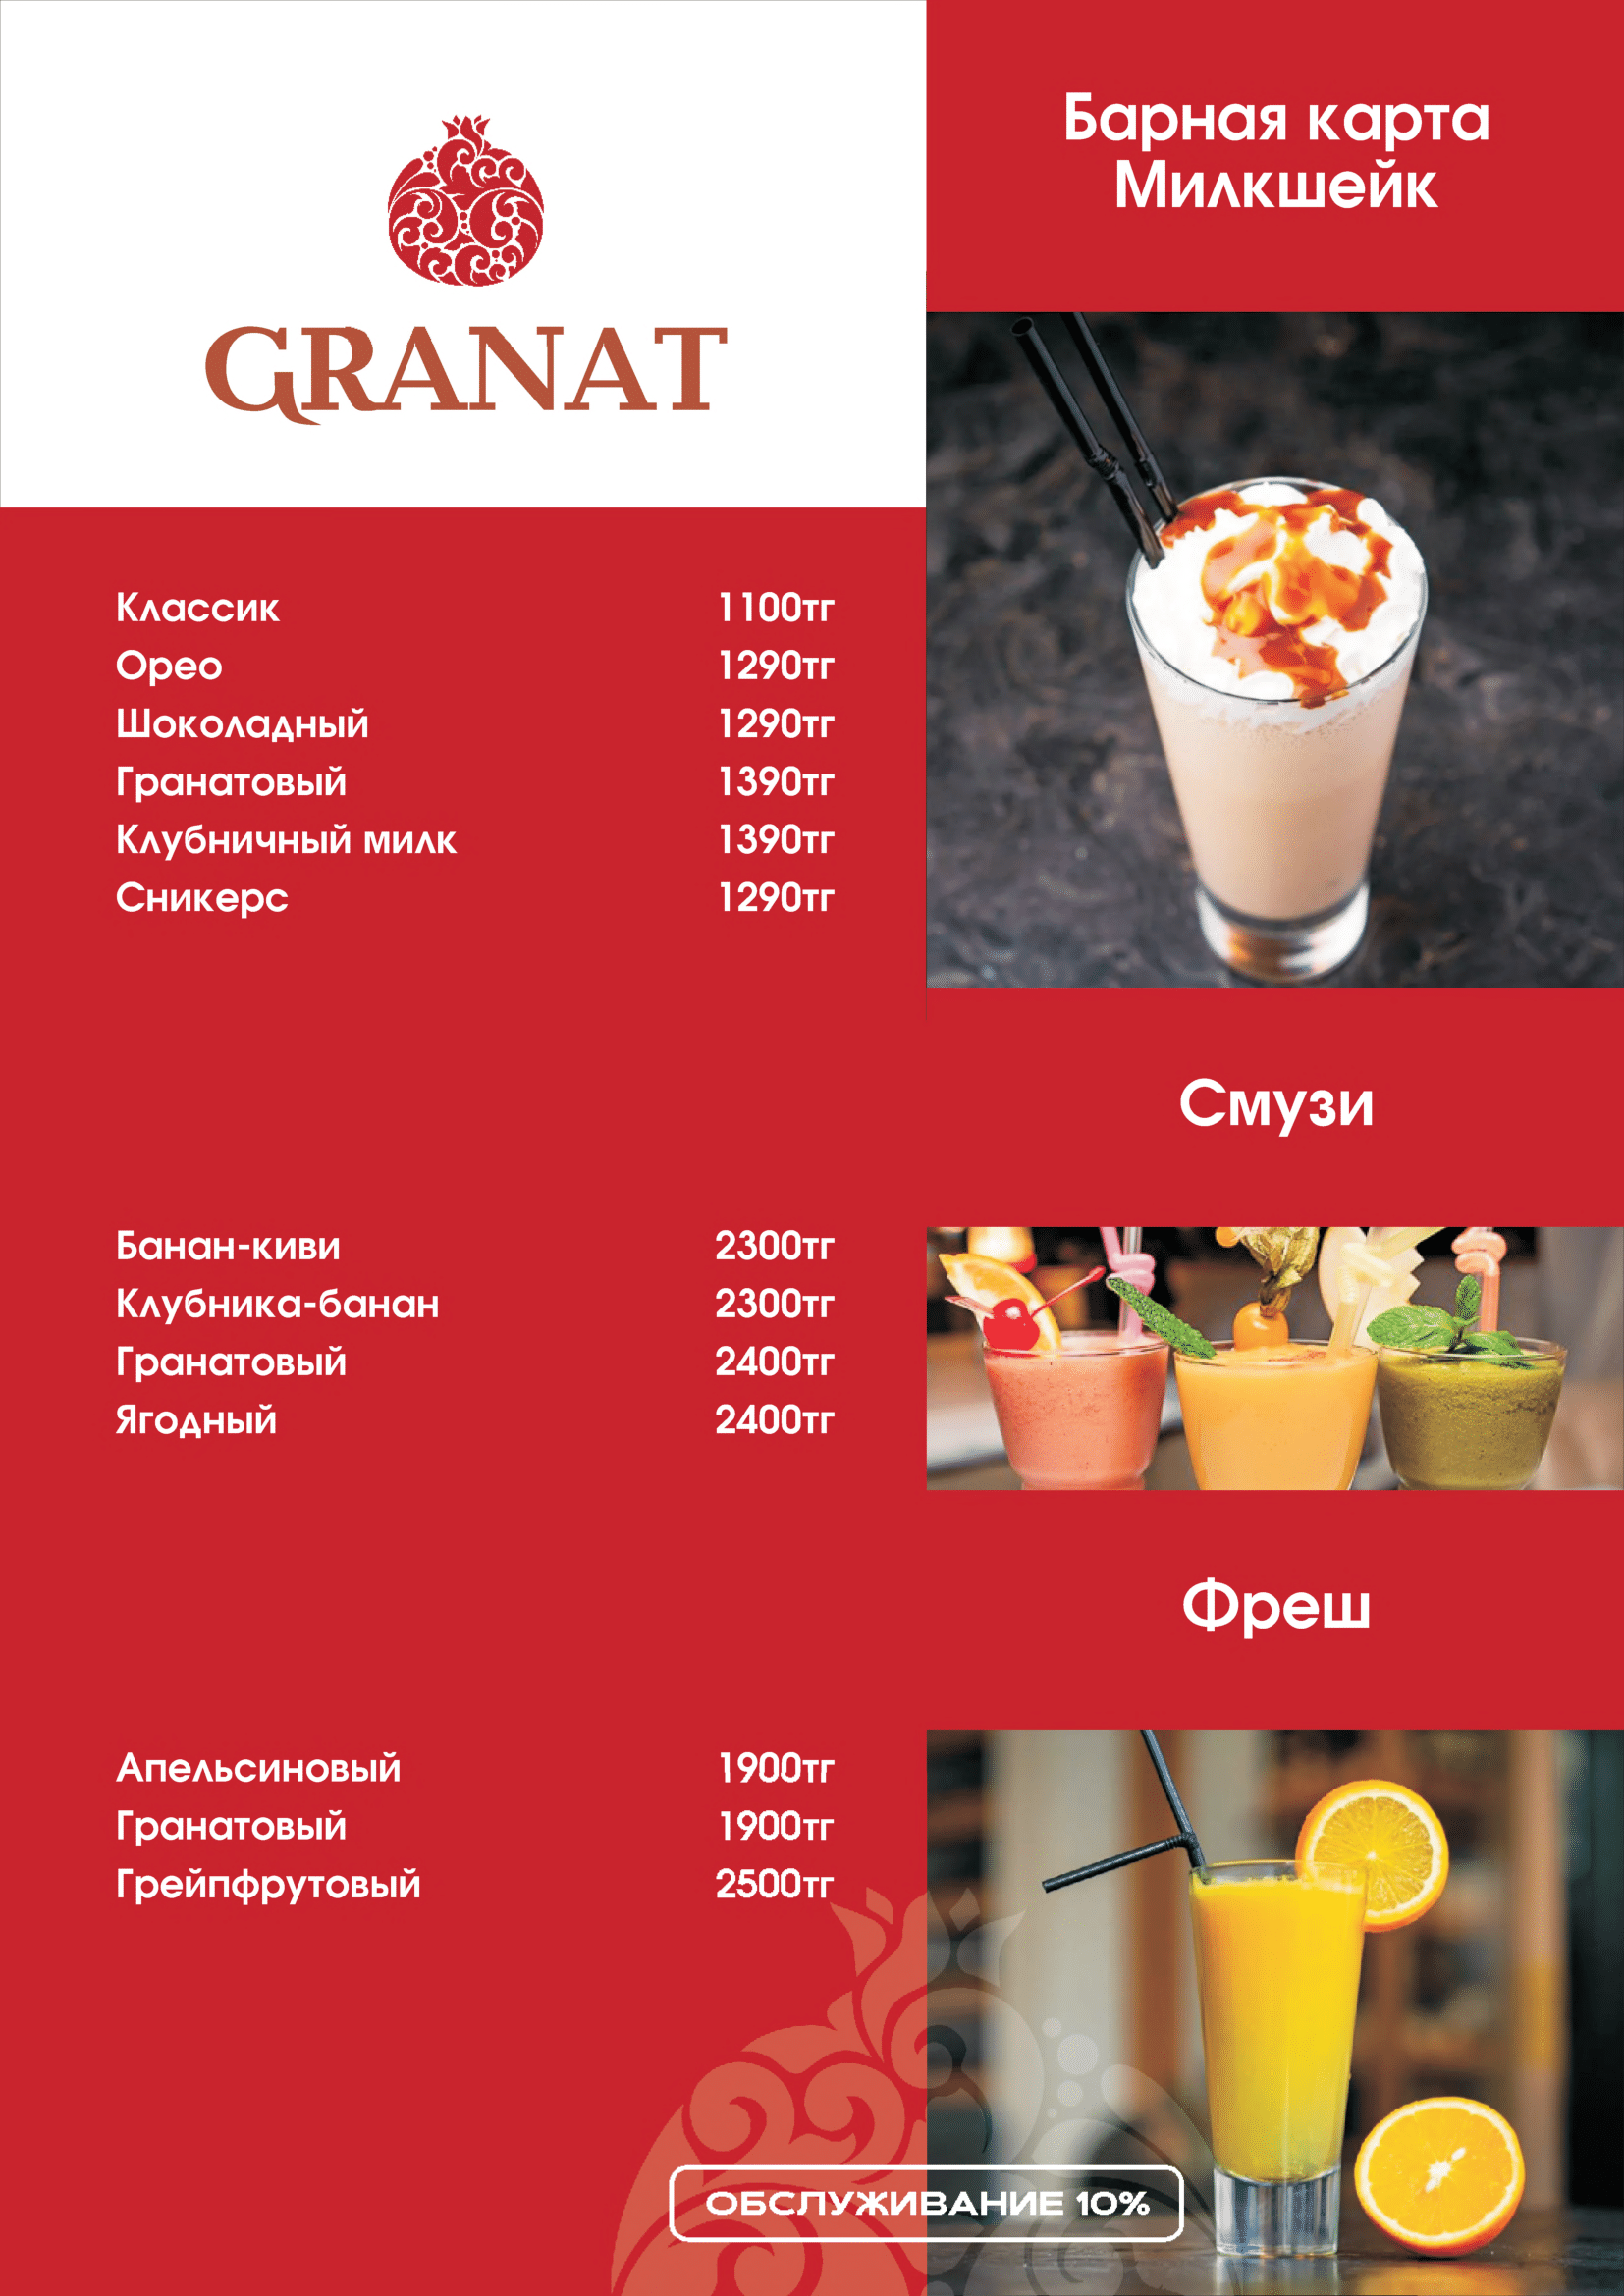 GRANAT
Барная карта
Милкшейк
Классик 1100тг
Орео 1290тг
Шоколадный 1290тг
Гранатовый 1390тг
Клубничный милк 1390тг
Сникерс 1290тг
Смузи
Банан-киви 2300тг
Клубника-банан 2300тг
Гранатовый 2400тг
Ягодный 2400тг
Фреш
Апельсиновый 1900тг
Гранатовый 1900тг
Грейпфрутовый 2500тг
ОБСЛУЖИВАНИЕ 10%